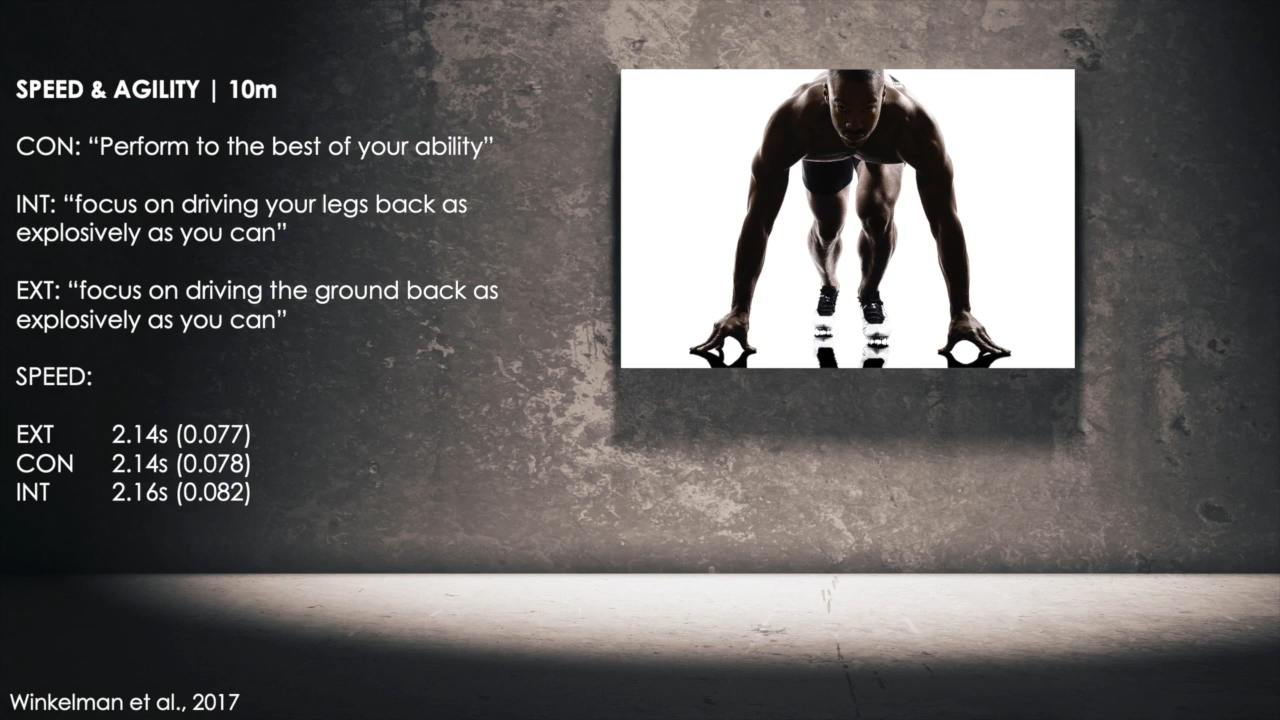 SPEED & AGILITY | 10m
CON: “Perform to the best of your ability”
INT: “focus on driving your legs back as
explosively as you can”
EXT: “focus on driving the ground back as
explosively as you can”
SPEED:
EXT 2.14s (0.077)
CON 2.14s (0.078)
INT 2.16s (0.082)
Winkelman et al., 2017